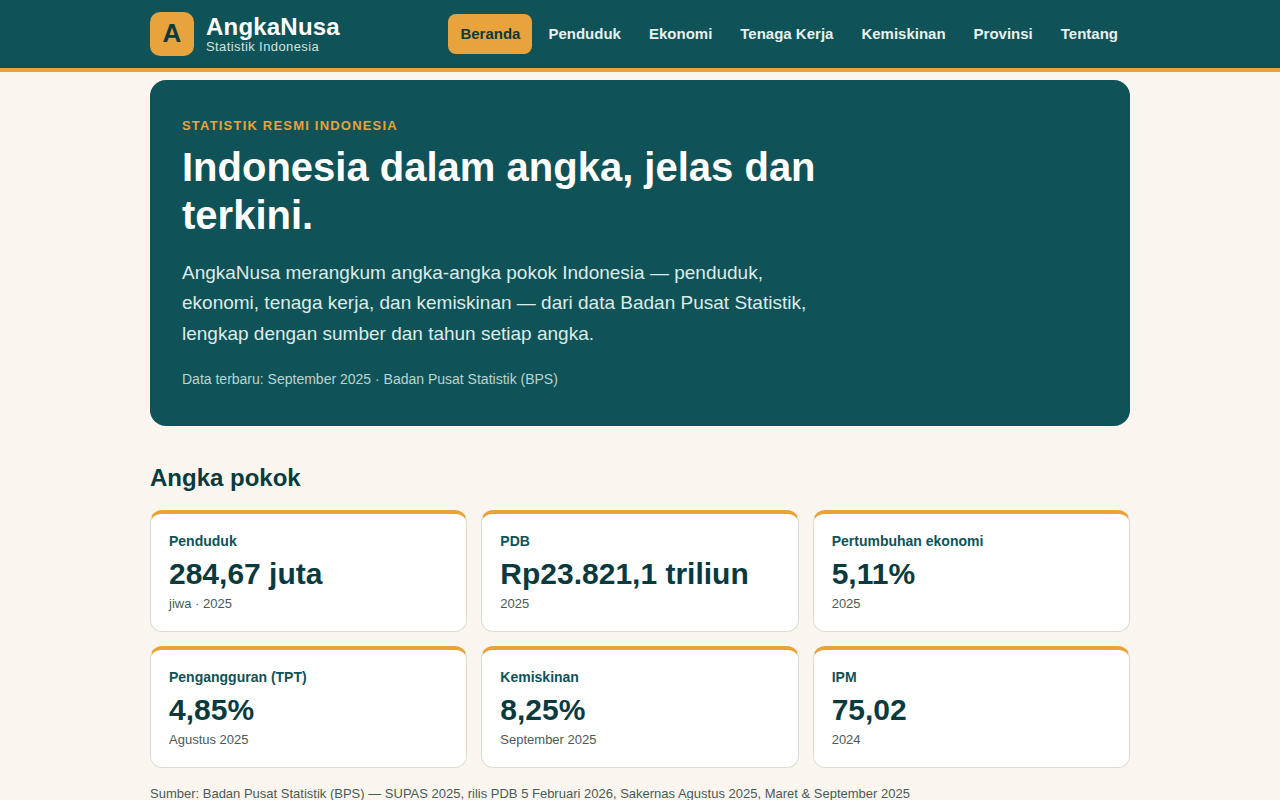 A
AngkaNusa
Statistik Indonesia
Beranda Penduduk Ekonomi Tenaga Kerja Kemiskinan Provinsi Tentang
STATISTIK RESMI INDONESIA
Indonesia dalam angka, jelas dan
terkini.
AngkaNusa merangkum angka-angka pokok Indonesia — penduduk,
ekonomi, tenaga kerja, dan kemiskinan — dari data Badan Pusat Statistik,
lengkap dengan sumber dan tahun setiap angka.
Data terbaru: September 2025 · Badan Pusat Statistik (BPS)
Angka pokok
Penduduk
284,67 juta
jiwa · 2025
PDB
Rp23.821,1 triliun
2025
Pertumbuhan ekonomi
5,11%
2025
Pengangguran (TPT)
4,85%
Agustus 2025
Kemiskinan
8,25%
September 2025
IPM
75,02
2024
Sumber: Badan Pusat Statistik (BPS) — SUPAS 2025, rilis PDB 5 Februari 2026, Sakernas Agustus 2025, Maret & September 2025